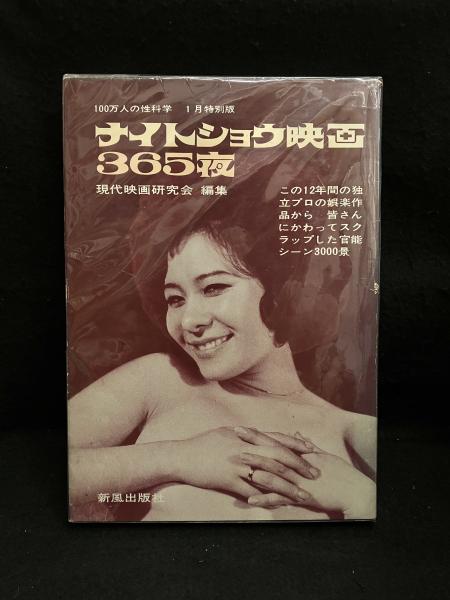 100万人の性科学　1月特別版
ナイトショウ映画
365夜
現代映画研究会 編集
この12年間の独
立プロの娯楽作
品から　皆さん
にかわってスク
ラップした官能
シーン3000景
新風出版社